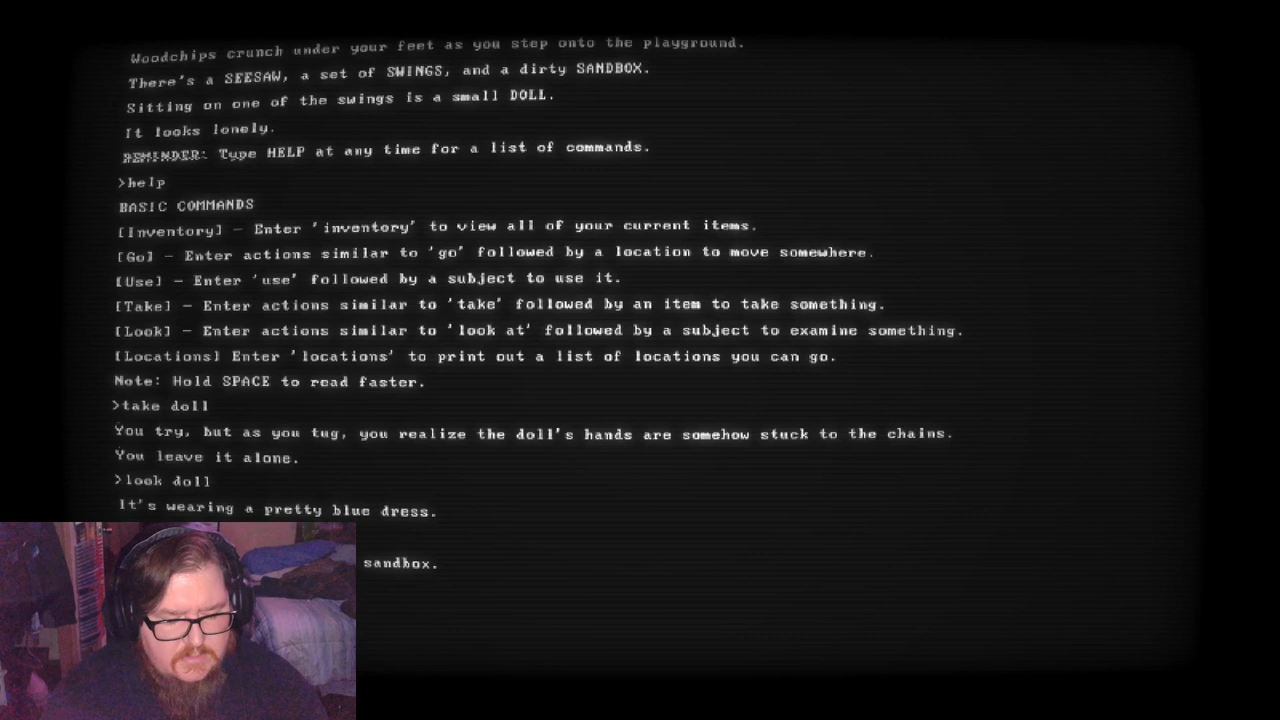 Woodchips crunch under your feet as you step onto the playground.
There's a SEESAW, a set of SWINGS, and a dirty SANDBOX.
Sitting on one of the swings is a small DOLL.
It looks lonely.
REMINDER: Type HELP at any time for a list of commands.
>help
BASIC COMMANDS
[Inventory] - Enter 'inventory' to view all of your current items.
[Go] - Enter actions similar to 'go' followed by a location to move somewhere.
[Use] - Enter 'use' followed by a subject to use it.
[Take] - Enter actions similar to 'take' followed by an item to take something.
[Look] - Enter actions similar to 'look at' followed by a subject to examine something.
[Locations] Enter 'locations' to print out a list of locations you can go.
Note: Hold SPACE to read faster.
>take doll
You try, but as you tug, you realize the doll's hands are somehow stuck to the chains.
You leave it alone.
>look doll
It's wearing a pretty blue dress.
sandbox.